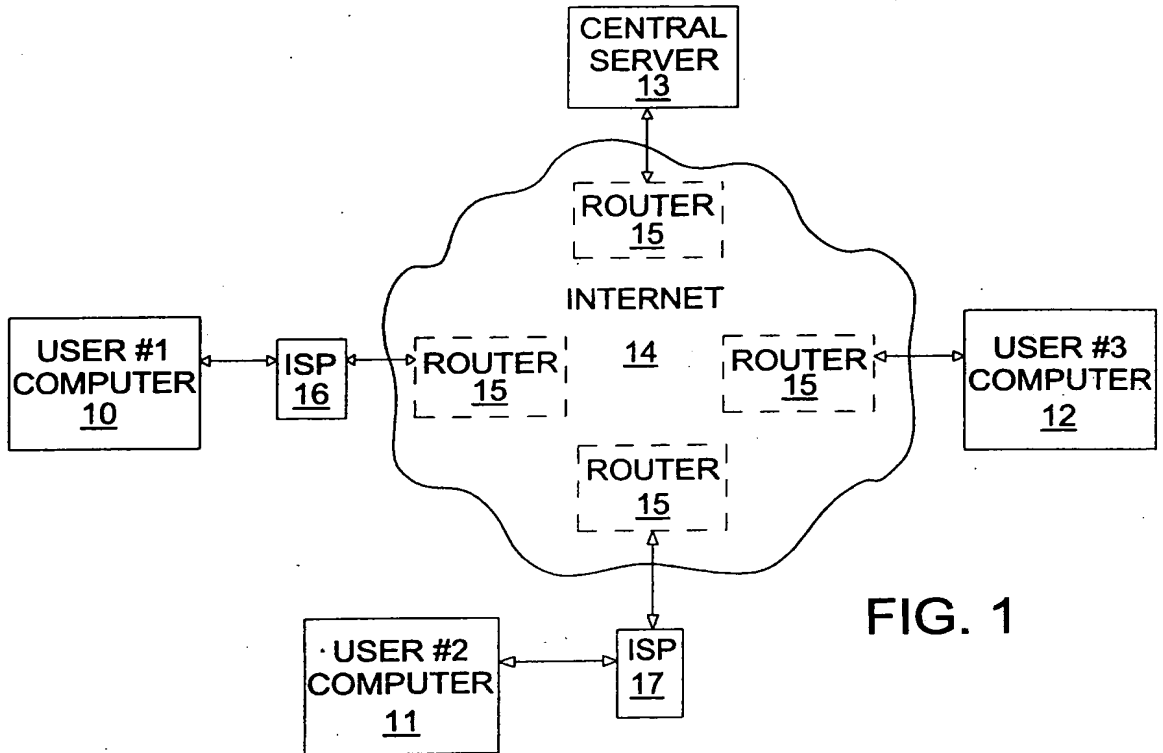 CENTRAL
SERVER
13
ROUTER
15
INTERNET
14
USER #1
COMPUTER
10
ISP
16
ROUTER
15
ROUTER
15
USER #3
COMPUTER
12
ROUTER
15
USER #2
COMPUTER
11
ISP
17
FIG. 1